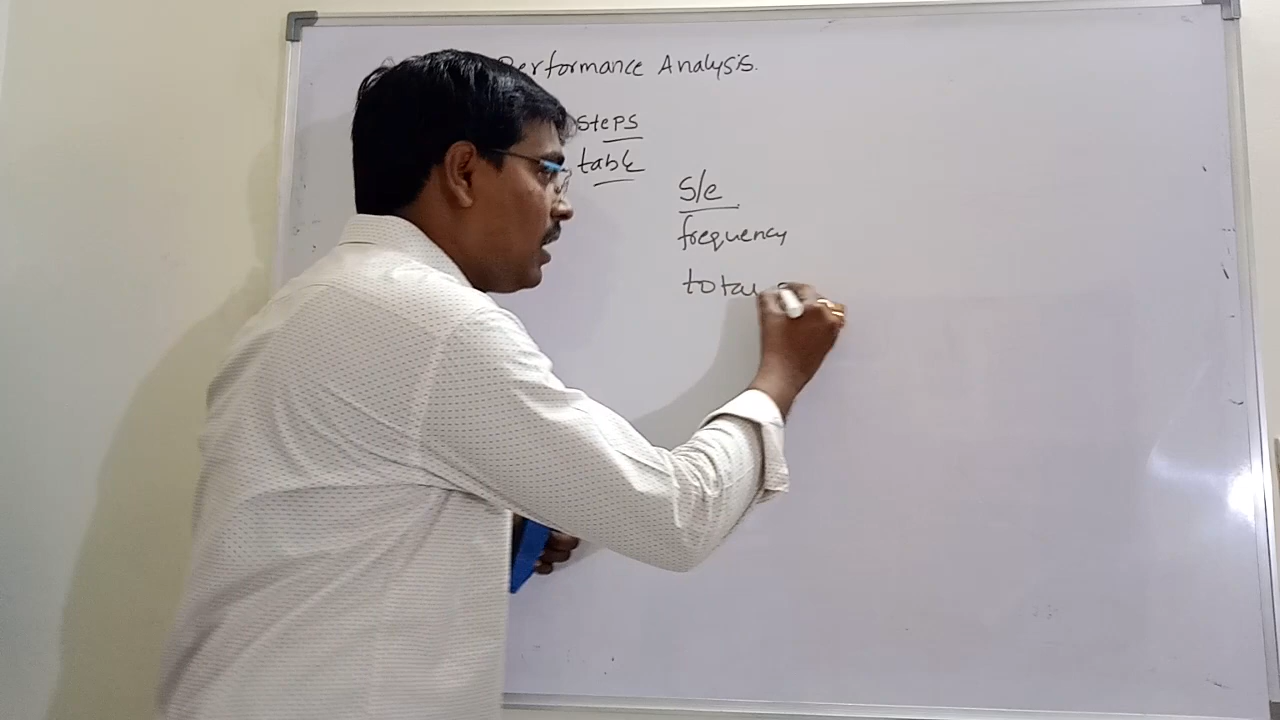 Performance Analysis.
steps
table
S/e
frequency
total